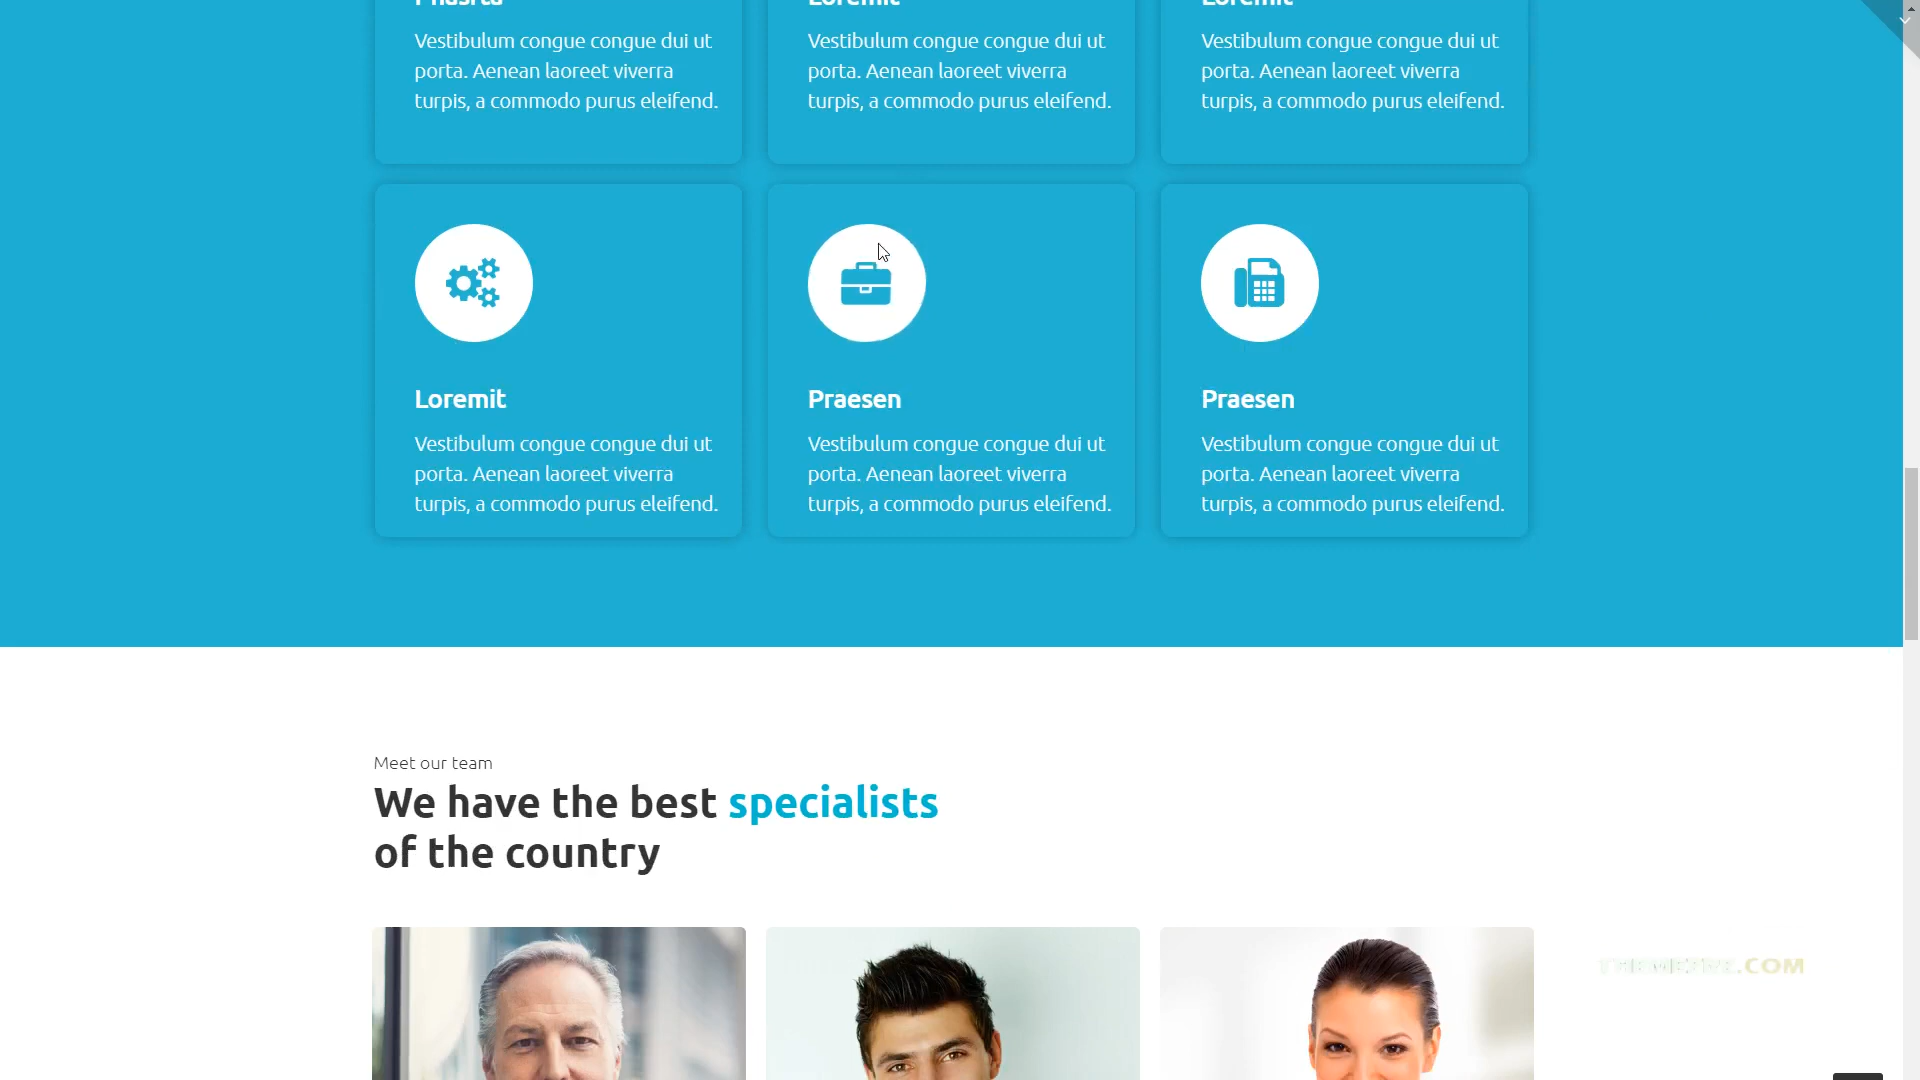 Phasrta
Loremit
Loremit
Vestibulum congue congue dui ut
porta. Aenean laoreet viverra
turpis, a commodo purus eleifend.
Vestibulum congue congue dui ut
porta. Aenean laoreet viverra
turpis, a commodo purus eleifend.
Vestibulum congue congue dui ut
porta. Aenean laoreet viverra
turpis, a commodo purus eleifend.
Loremit
Vestibulum congue congue dui ut
porta. Aenean laoreet viverra
turpis, a commodo purus eleifend.
Praesen
Vestibulum congue congue dui ut
porta. Aenean laoreet viverra
turpis, a commodo purus eleifend.
Praesen
Vestibulum congue congue dui ut
porta. Aenean laoreet viverra
turpis, a commodo purus eleifend.
Meet our team
We have the best specialists
of the country